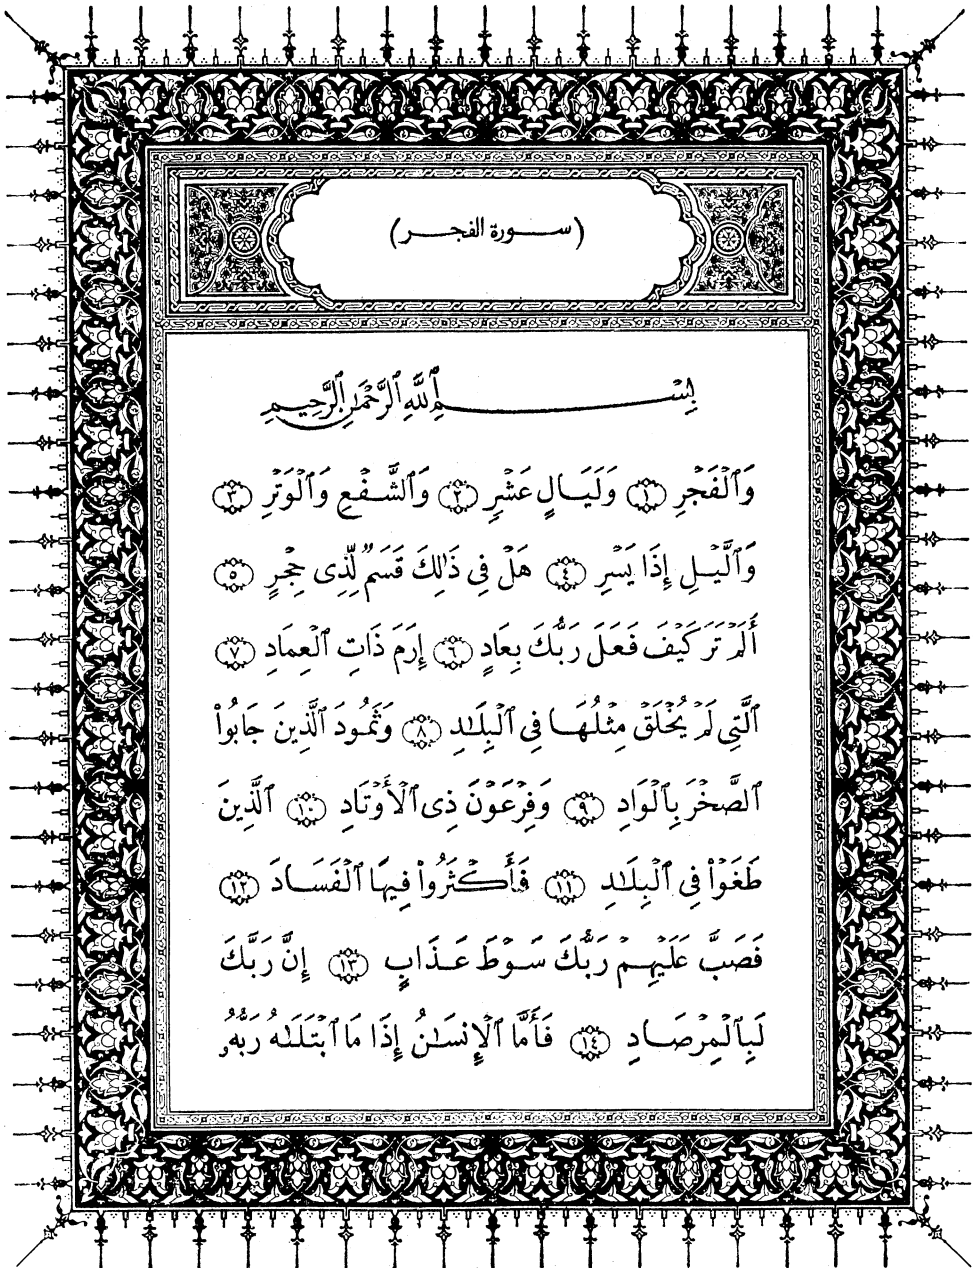 (سورة الفجر)
بِسْمِ ٱللَّهِ ٱلرَّحْمَٰنِ ٱلرَّحِيمِ
وَٱلْفَجْرِ ۝١ وَلَيَالٍ عَشْرٍ ۝٢ وَٱلشَّفْعِ وَٱلْوَتْرِ ۝٣
وَٱلَّيْلِ إِذَا يَسْرِ ۝٤ هَلْ فِى ذَٰلِكَ قَسَمٌ لِّذِى حِجْرٍ ۝٥
أَلَمْ تَرَ كَيْفَ فَعَلَ رَبُّكَ بِعَادٍ ۝٦ إِرَمَ ذَاتِ ٱلْعِمَادِ ۝٧
ٱلَّتِى لَمْ يُخْلَقْ مِثْلُهَا فِى ٱلْبِلَٰدِ ۝٨ وَثَمُودَ ٱلَّذِينَ جَابُوا۟
ٱلصَّخْرَ بِٱلْوَادِ ۝٩ وَفِرْعَوْنَ ذِى ٱلْأَوْتَادِ ۝١٠ ٱلَّذِينَ
طَغَوْا۟ فِى ٱلْبِلَٰدِ ۝١١ فَأَكْثَرُوا۟ فِيهَا ٱلْفَسَادَ ۝١٢
فَصَبَّ عَلَيْهِمْ رَبُّكَ سَوْطَ عَذَابٍ ۝١٣ إِنَّ رَبَّكَ
لَبِٱلْمِرْصَادِ ۝١٤ فَأَمَّا ٱلْإِنسَٰنُ إِذَا مَا ٱبْتَلَىٰهُ رَبُّهُۥ